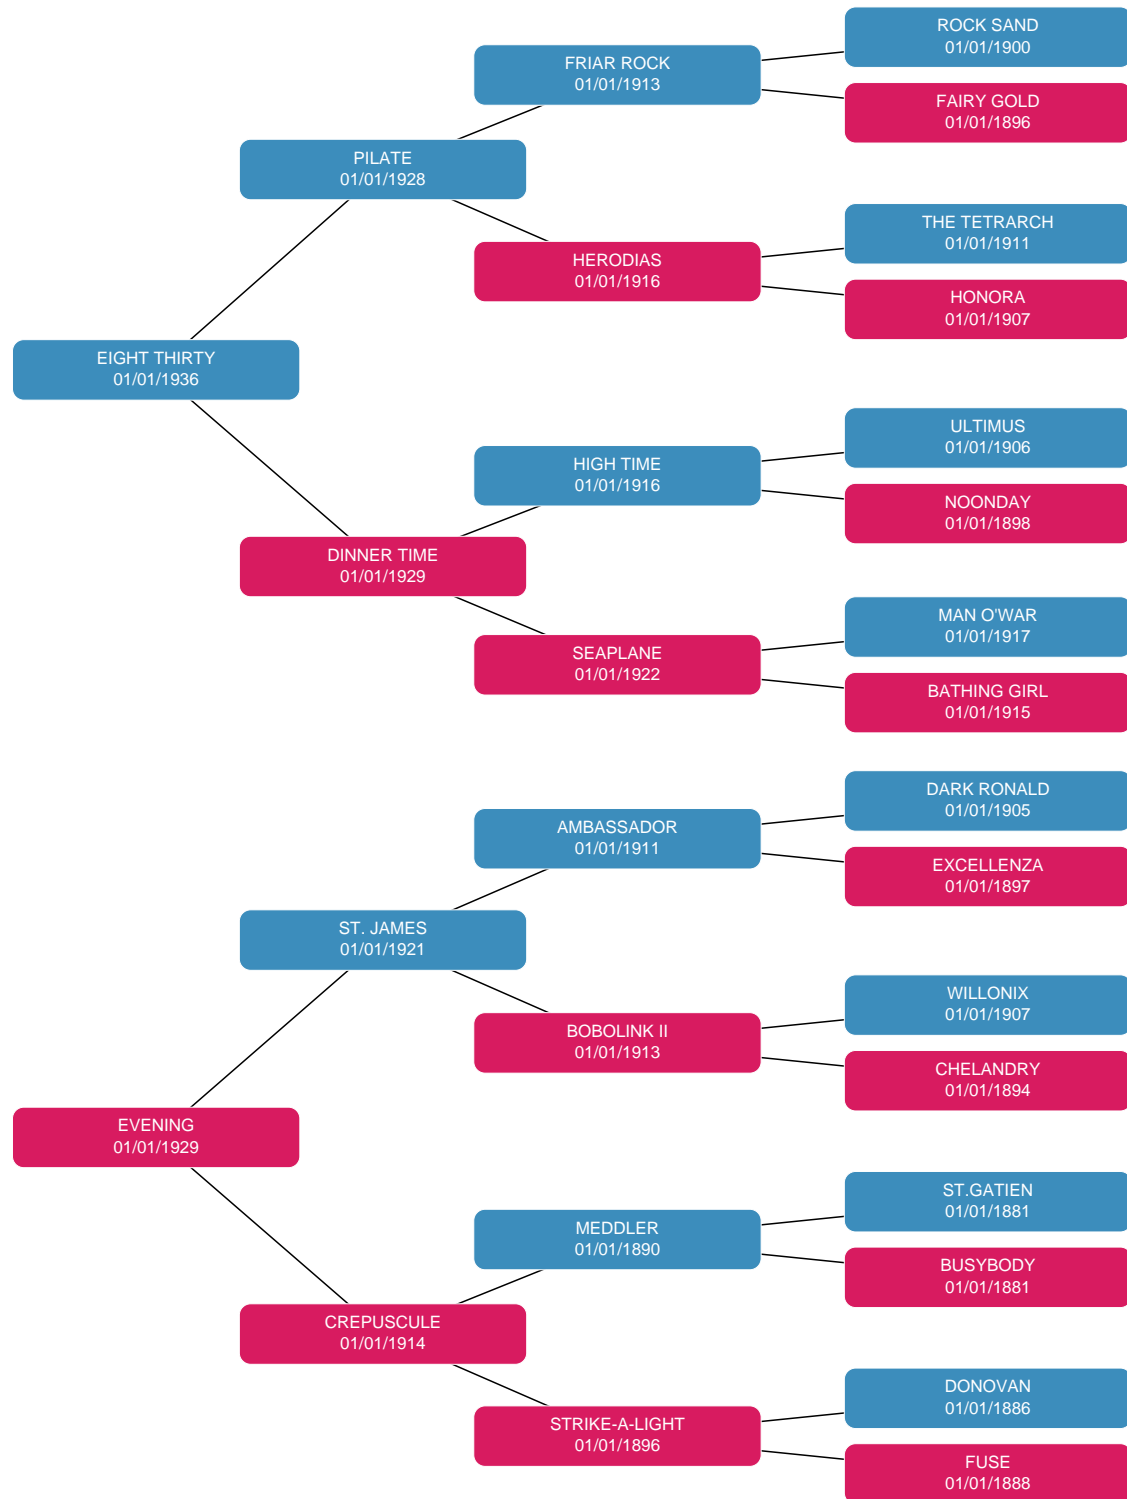 ROCK SAND
01/01/1900
FRIAR ROCK
01/01/1913
FAIRY GOLD
01/01/1896
PILATE
01/01/1928
THE TETRARCH
01/01/1911
HERODIAS
01/01/1916
HONORA
01/01/1907
EIGHT THIRTY
01/01/1936
ULTIMUS
01/01/1906
HIGH TIME
01/01/1916
NOONDAY
01/01/1898
DINNER TIME
01/01/1929
MAN O'WAR
01/01/1917
SEAPLANE
01/01/1922
BATHING GIRL
01/01/1915
DARK RONALD
01/01/1905
AMBASSADOR
01/01/1911
EXCELLENZA
01/01/1897
ST. JAMES
01/01/1921
WILLONIX
01/01/1907
BOBOLINK II
01/01/1913
CHELANDRY
01/01/1894
EVENING
01/01/1929
ST.GATIEN
01/01/1881
MEDDLER
01/01/1890
BUSYBODY
01/01/1881
CREPUSCULE
01/01/1914
DONOVAN
01/01/1886
STRIKE-A-LIGHT
01/01/1896
FUSE
01/01/1888